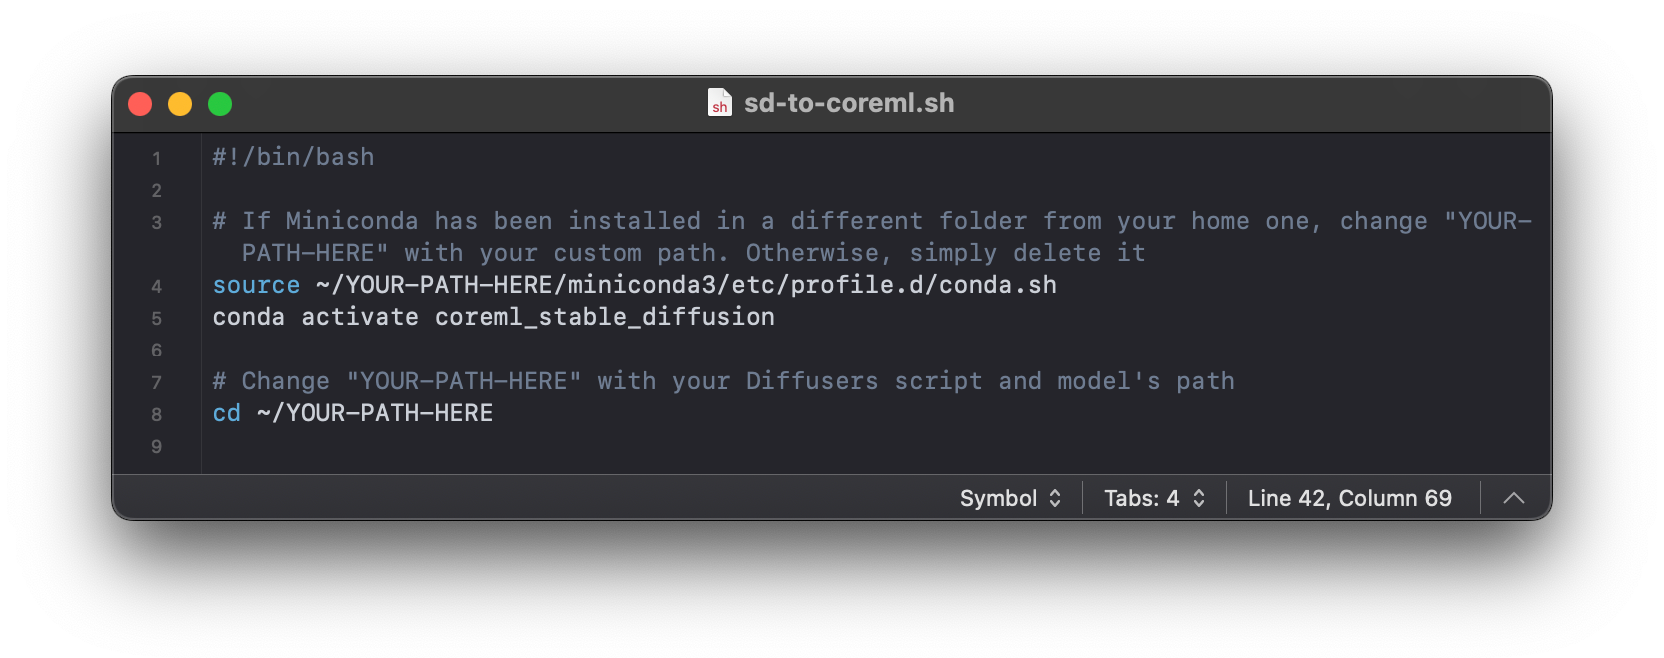 sh sd-to-coreml.sh
1 #!/bin/bash
2
3 # If Miniconda has been installed in a different folder from your home one, change "YOUR-
PATH-HERE" with your custom path. Otherwise, simply delete it
4 source ~/YOUR-PATH-HERE/miniconda3/etc/profile.d/conda.sh
5 conda activate coreml_stable_diffusion
6
7 # Change "YOUR-PATH-HERE" with your Diffusers script and model's path
8 cd ~/YOUR-PATH-HERE
9
Symbol Tabs: 4 Line 42, Column 69